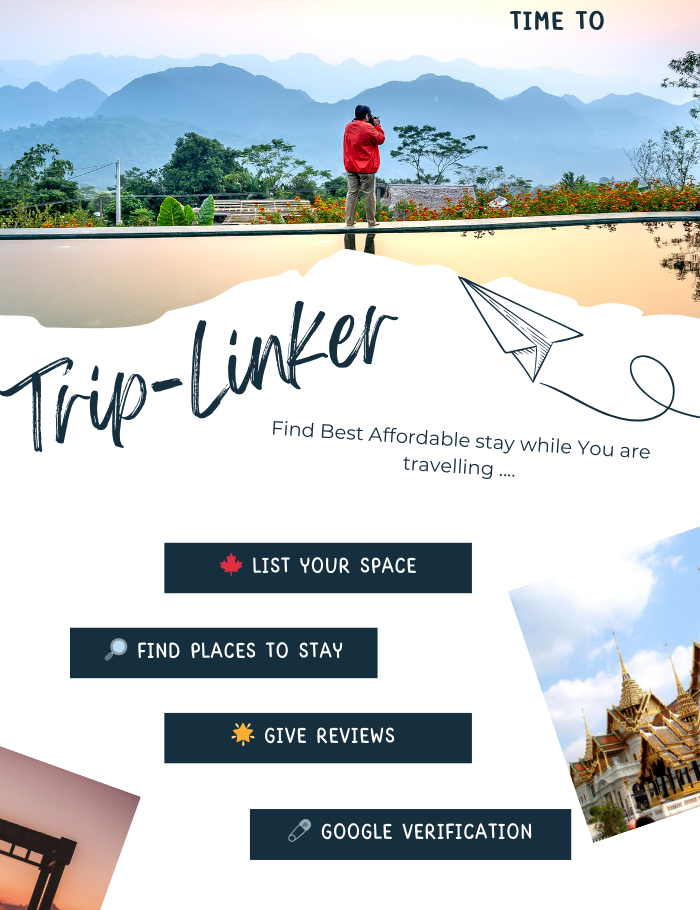 TIME TO
Trip-Linker
Find Best Affordable stay while You are
travelling ....
🍁 LIST YOUR SPACE
🔎 FIND PLACES TO STAY
🌟 GIVE REVIEWS
🧷 GOOGLE VERIFICATION